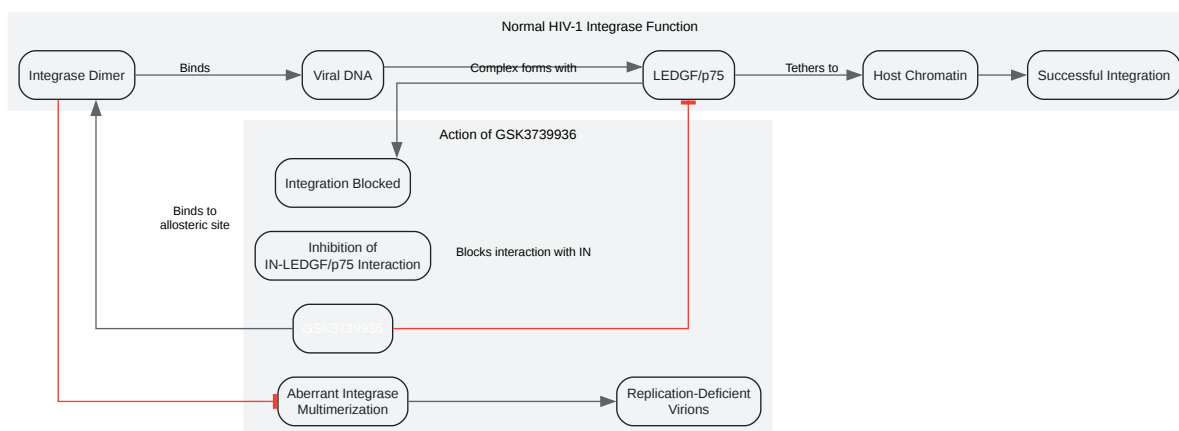 Normal HIV-1 Integrase Function
Integrase Dimer
Binds
Viral DNA
Complex forms with
LEDGF/p75
Tethers to
Host Chromatin
Successful Integration
Action of GSK3739936
Integration Blocked
Binds to
allosteric site
Inhibition of
IN-LEDGF/p75 Interaction
Blocks interaction with IN
GSK3739936
Aberrant Integrase
Multimerization
Replication-Deficient
Virions